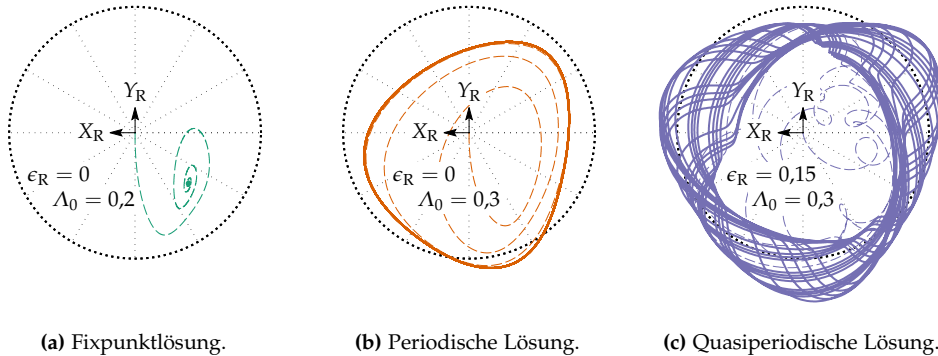 Y_R
X_R
ϵ_R = 0
Λ_0 = 0,2
(a) Fixpunktlösung.
Y_R
X_R
ϵ_R = 0
Λ_0 = 0,3
(b) Periodische Lösung.
Y_R
X_R
ϵ_R = 0,15
Λ_0 = 0,3
(c) Quasiperiodische Lösung.